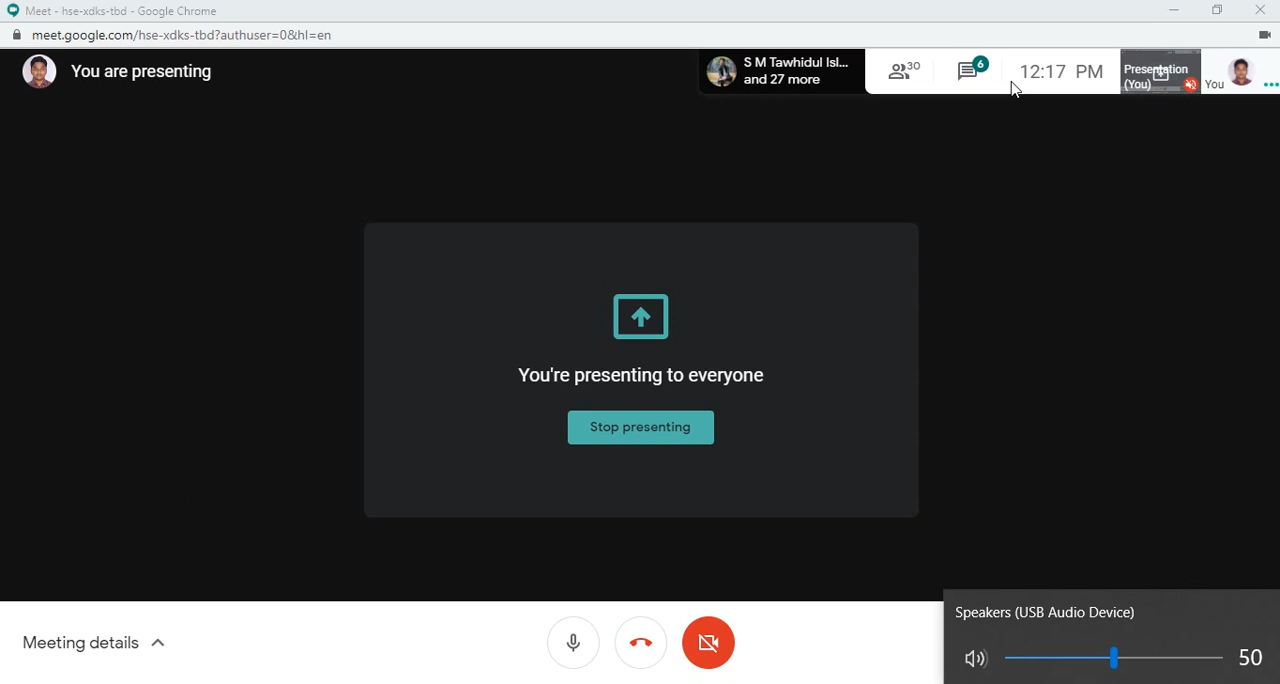 Meet - hse-xdks-tbd - Google Chrome
meet.google.com/hse-xdks-tbd?authuser=0&hl=en
You are presenting
S M Tawhidul Isl...
and 27 more
30
6
12:17 PM
Presentation
(You)
You
You're presenting to everyone
Stop presenting
Meeting details
Speakers (USB Audio Device)
50